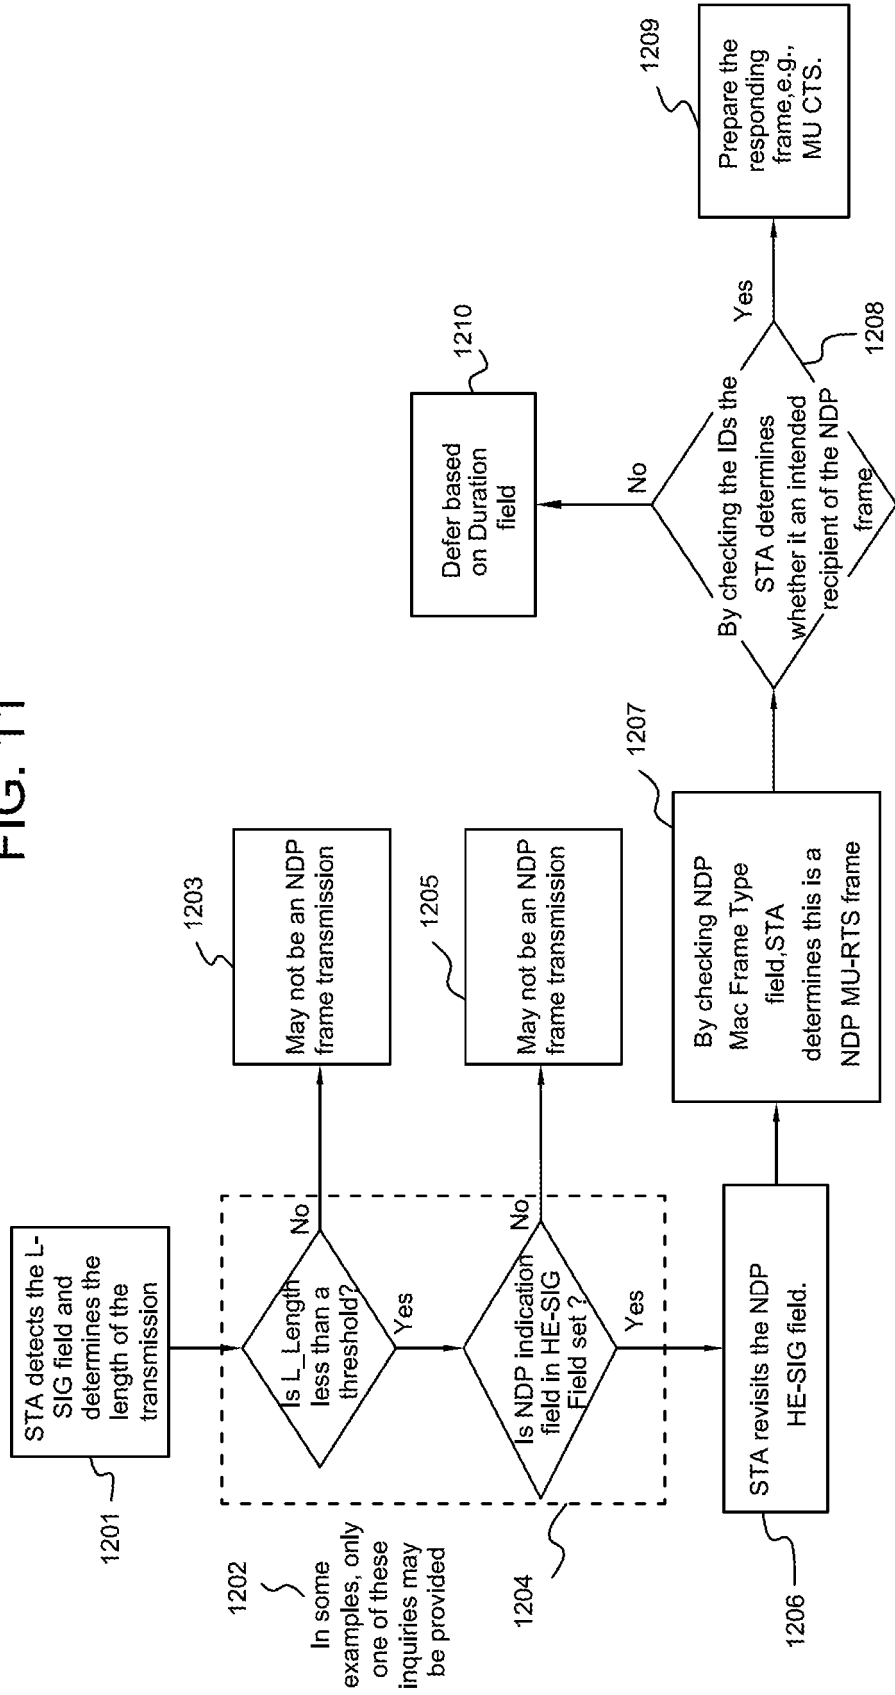 FIG. 11
1201
STA detects the L-
SIG field and
determines the
length of the
transmission
1202
In some
examples, only
one of these
inquiries may
be provided
Is L_Length
less than a
threshold?
No
Yes
1203
May not be an NDP
frame transmission
1204
Is NDP indication
field in HE-SIG
Field set ?
No
Yes
1205
May not be an NDP
frame transmission
1206
STA revisits the NDP
HE-SIG field.
1207
By checking NDP
Mac Frame Type
field,STA
determines this is a
NDP MU-RTS frame
By checking the IDs the
STA determines
whether it an intended
recipient of the NDP
frame
1208
No
Yes
1210
Defer based
on Duration
field
1209
Prepare the
responding
frame,e.g.,
MU CTS.